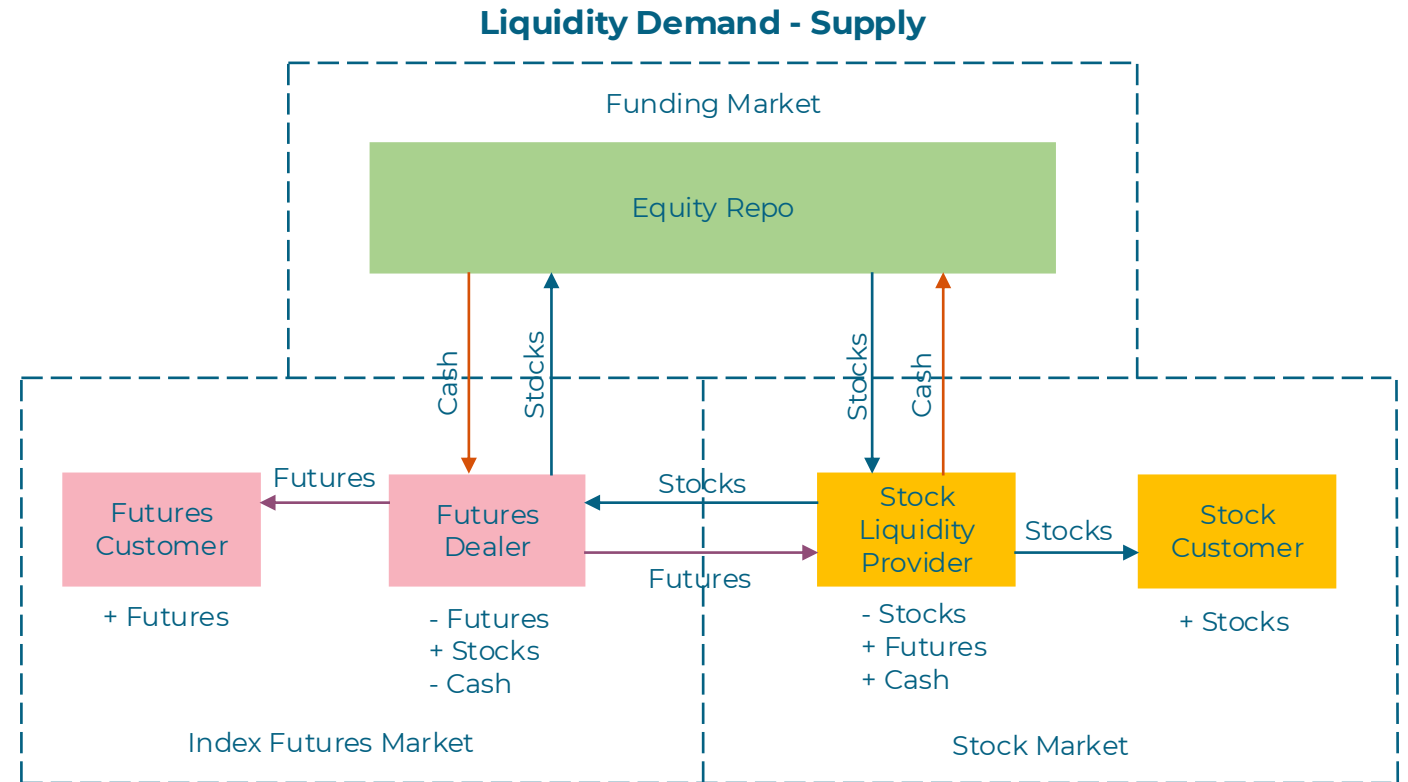 Liquidity Demand - Supply
Funding Market
Equity Repo
Cash
Stocks
Stocks
Cash
Futures
Customer
Futures
Futures
Dealer
Stocks
Futures
Stock
Liquidity
Provider
Stocks
Stock
Customer
+ Futures
- Futures
+ Stocks
- Cash
- Stocks
+ Futures
+ Cash
+ Stocks
Index Futures Market
Stock Market